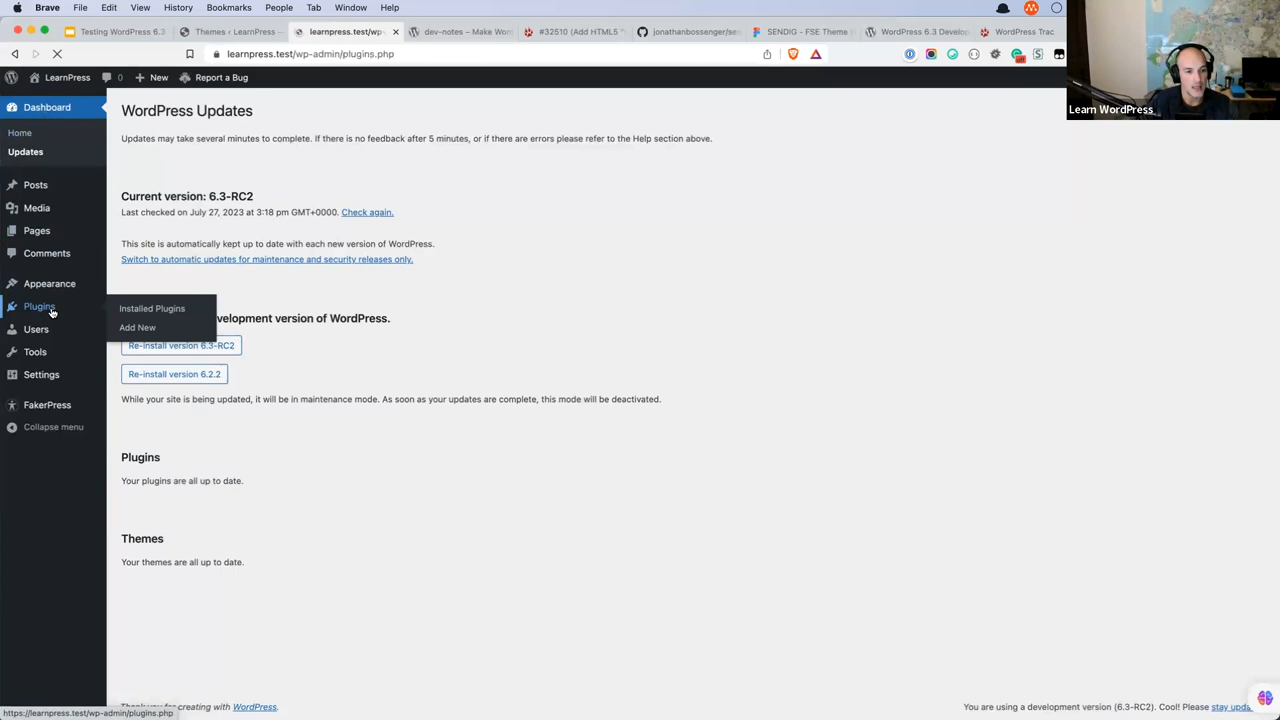 Brave File Edit View History Bookmarks People Tab Window Help
Testing WordPress 6.3
Themes ‹ LearnPress —
learnpress.test/wp-
dev-notes – Make Wor
#32510 (Add HTML5
jonathanbossenger/sen
SENDIG - FSE Theme
WordPress 6.3 Develo
WordPress Trac
learnpress.test/wp-admin/plugins.php
LearnPress 0 New Report a Bug
Learn WordPress
Dashboard
Home
Updates
Posts
Media
Pages
Comments
Appearance
Plugins
Installed Plugins
Add New
Users
Tools
Settings
FakerPress
Collapse menu
WordPress Updates
Updates may take several minutes to complete. If there is no feedback after 5 minutes, or if there are errors please refer to the Help section above.
Current version: 6.3-RC2
Last checked on July 27, 2023 at 3:18 pm GMT+0000. Check again.
This site is automatically kept up to date with each new version of WordPress.
Switch to automatic updates for maintenance and security releases only.
velopment version of WordPress.
Re-install version 6.3-RC2
Re-install version 6.2.2
While your site is being updated, it will be in maintenance mode. As soon as your updates are complete, this mode will be deactivated.
Plugins
Your plugins are all up to date.
Themes
Your themes are all up to date.
Thank you for creating with WordPress.
You are using a development version (6.3-RC2). Cool! Please stay upda
https://learnpress.test/wp-admin/plugins.php